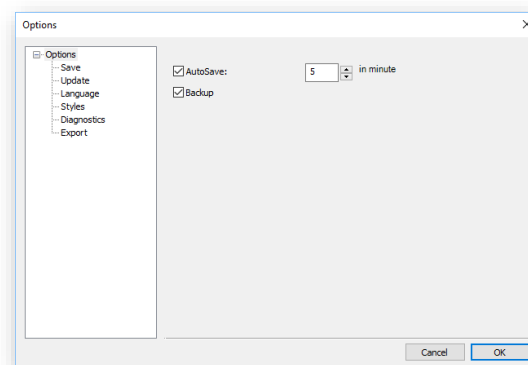 Options
Options
Save
Update
Language
Styles
Diagnostics
Export
AutoSave: 5 in minute
Backup
Cancel OK